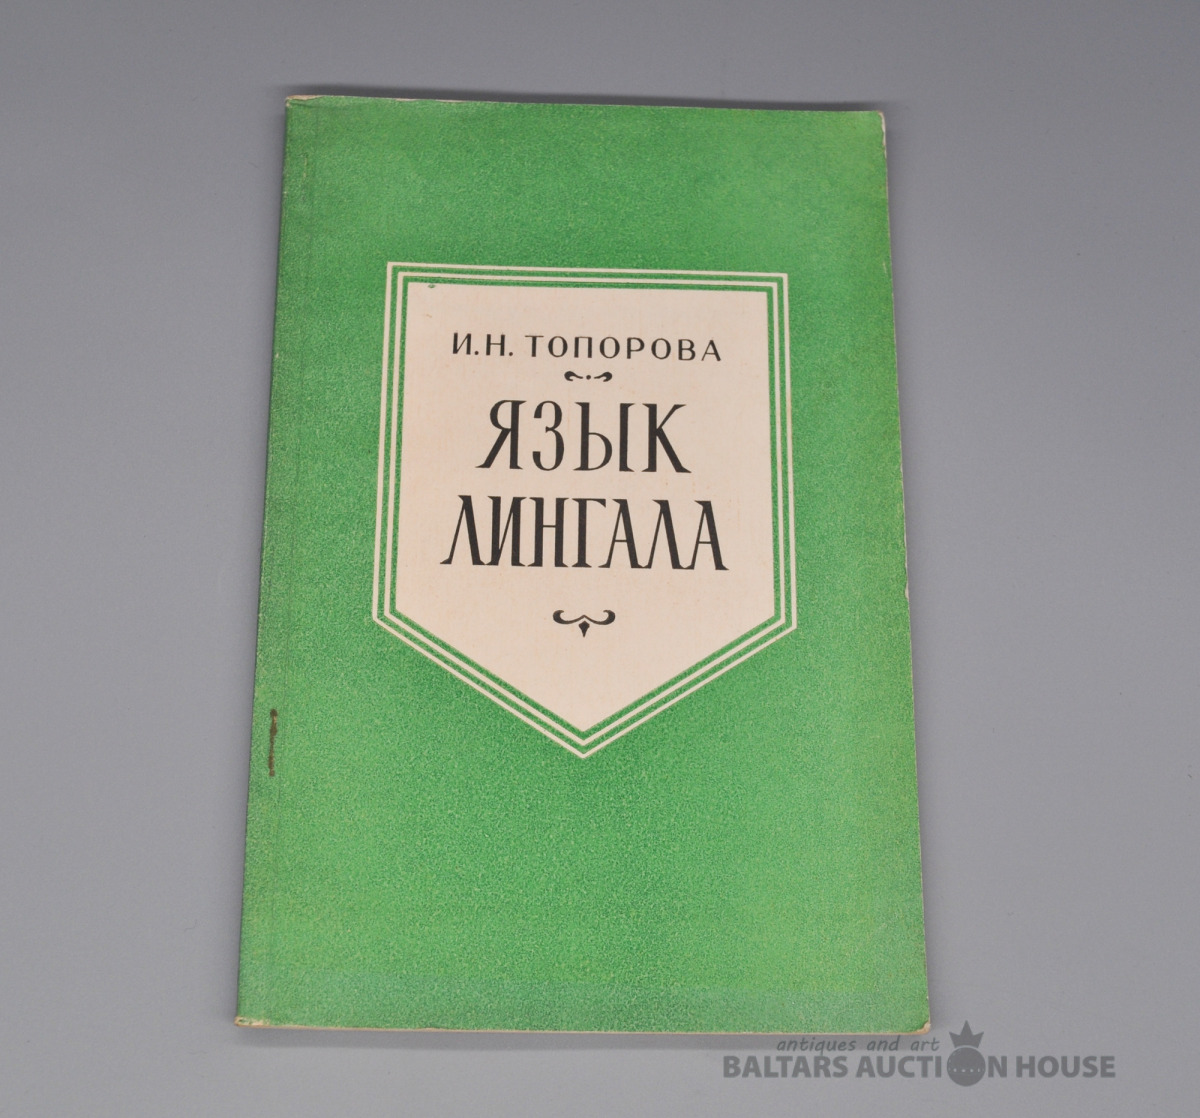 И.Н. ТОПОРОВА
ЯЗЫК
ЛИНГАЛА
antiques and art
BALTARS AUCTION HOUSE